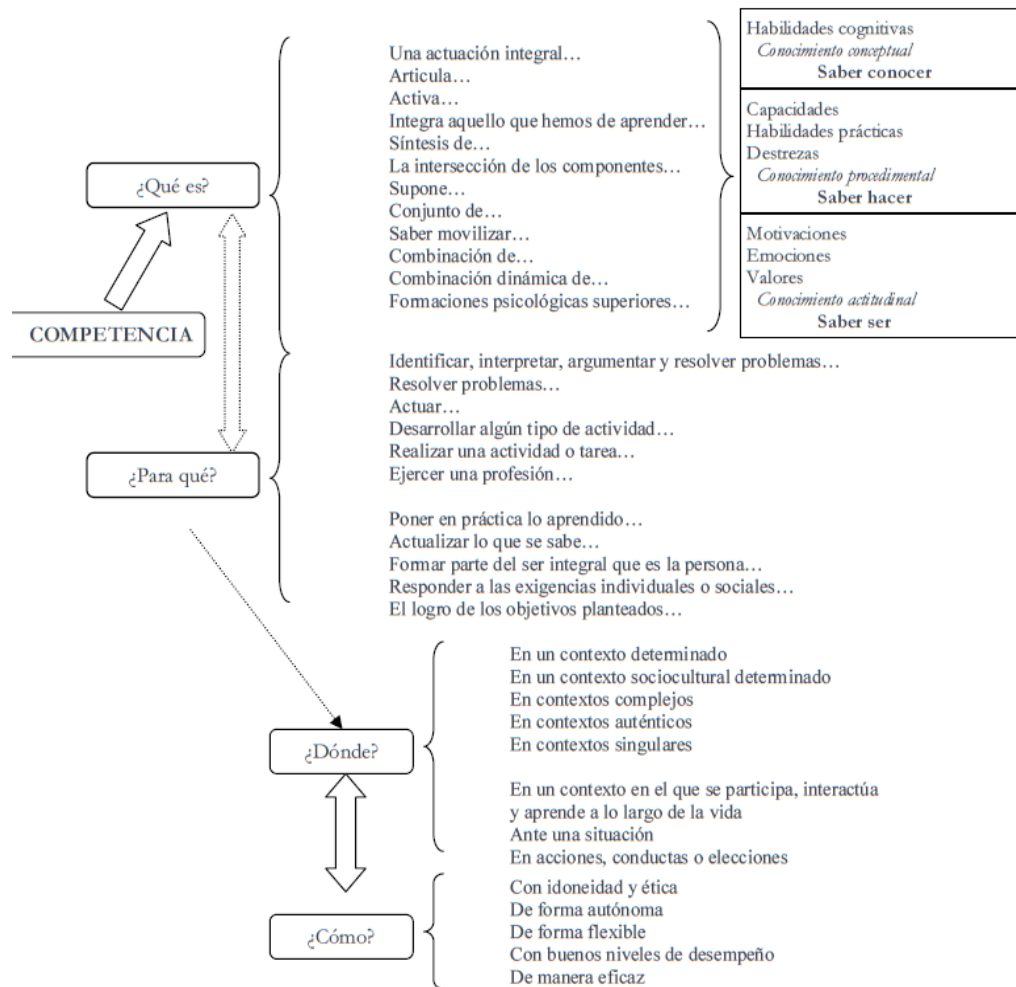 Una actuación integral…
Articula…
Activa…
Integra aquello que hemos de aprender…
Síntesis de…
La intersección de los componentes…
Supone…
Conjunto de…
Saber movilizar…
Combinación de…
Combinación dinámica de…
Formaciones psicológicas superiores…
Habilidades cognitivas
Conocimiento conceptual
Saber conocer
Capacidades
Habilidades prácticas
Destrezas
Conocimiento procedimental
Saber hacer
Motivaciones
Emociones
Valores
Conocimiento actitudinal
Saber ser
¿Qué es?
COMPETENCIA
¿Para qué?
Identificar, interpretar, argumentar y resolver problemas…
Resolver problemas…
Actuar…
Desarrollar algún tipo de actividad…
Realizar una actividad o tarea…
Ejercer una profesión…
Poner en práctica lo aprendido…
Actualizar lo que se sabe…
Formar parte del ser integral que es la persona…
Responder a las exigencias individuales o sociales…
El logro de los objetivos planteados…
¿Dónde?
En un contexto determinado
En un contexto sociocultural determinado
En contextos complejos
En contextos auténticos
En contextos singulares
En un contexto en el que se participa, interactúa
y aprende a lo largo de la vida
Ante una situación
En acciones, conductas o elecciones
¿Cómo?
Con idoneidad y ética
De forma autónoma
De forma flexible
Con buenos niveles de desempeño
De manera eficaz